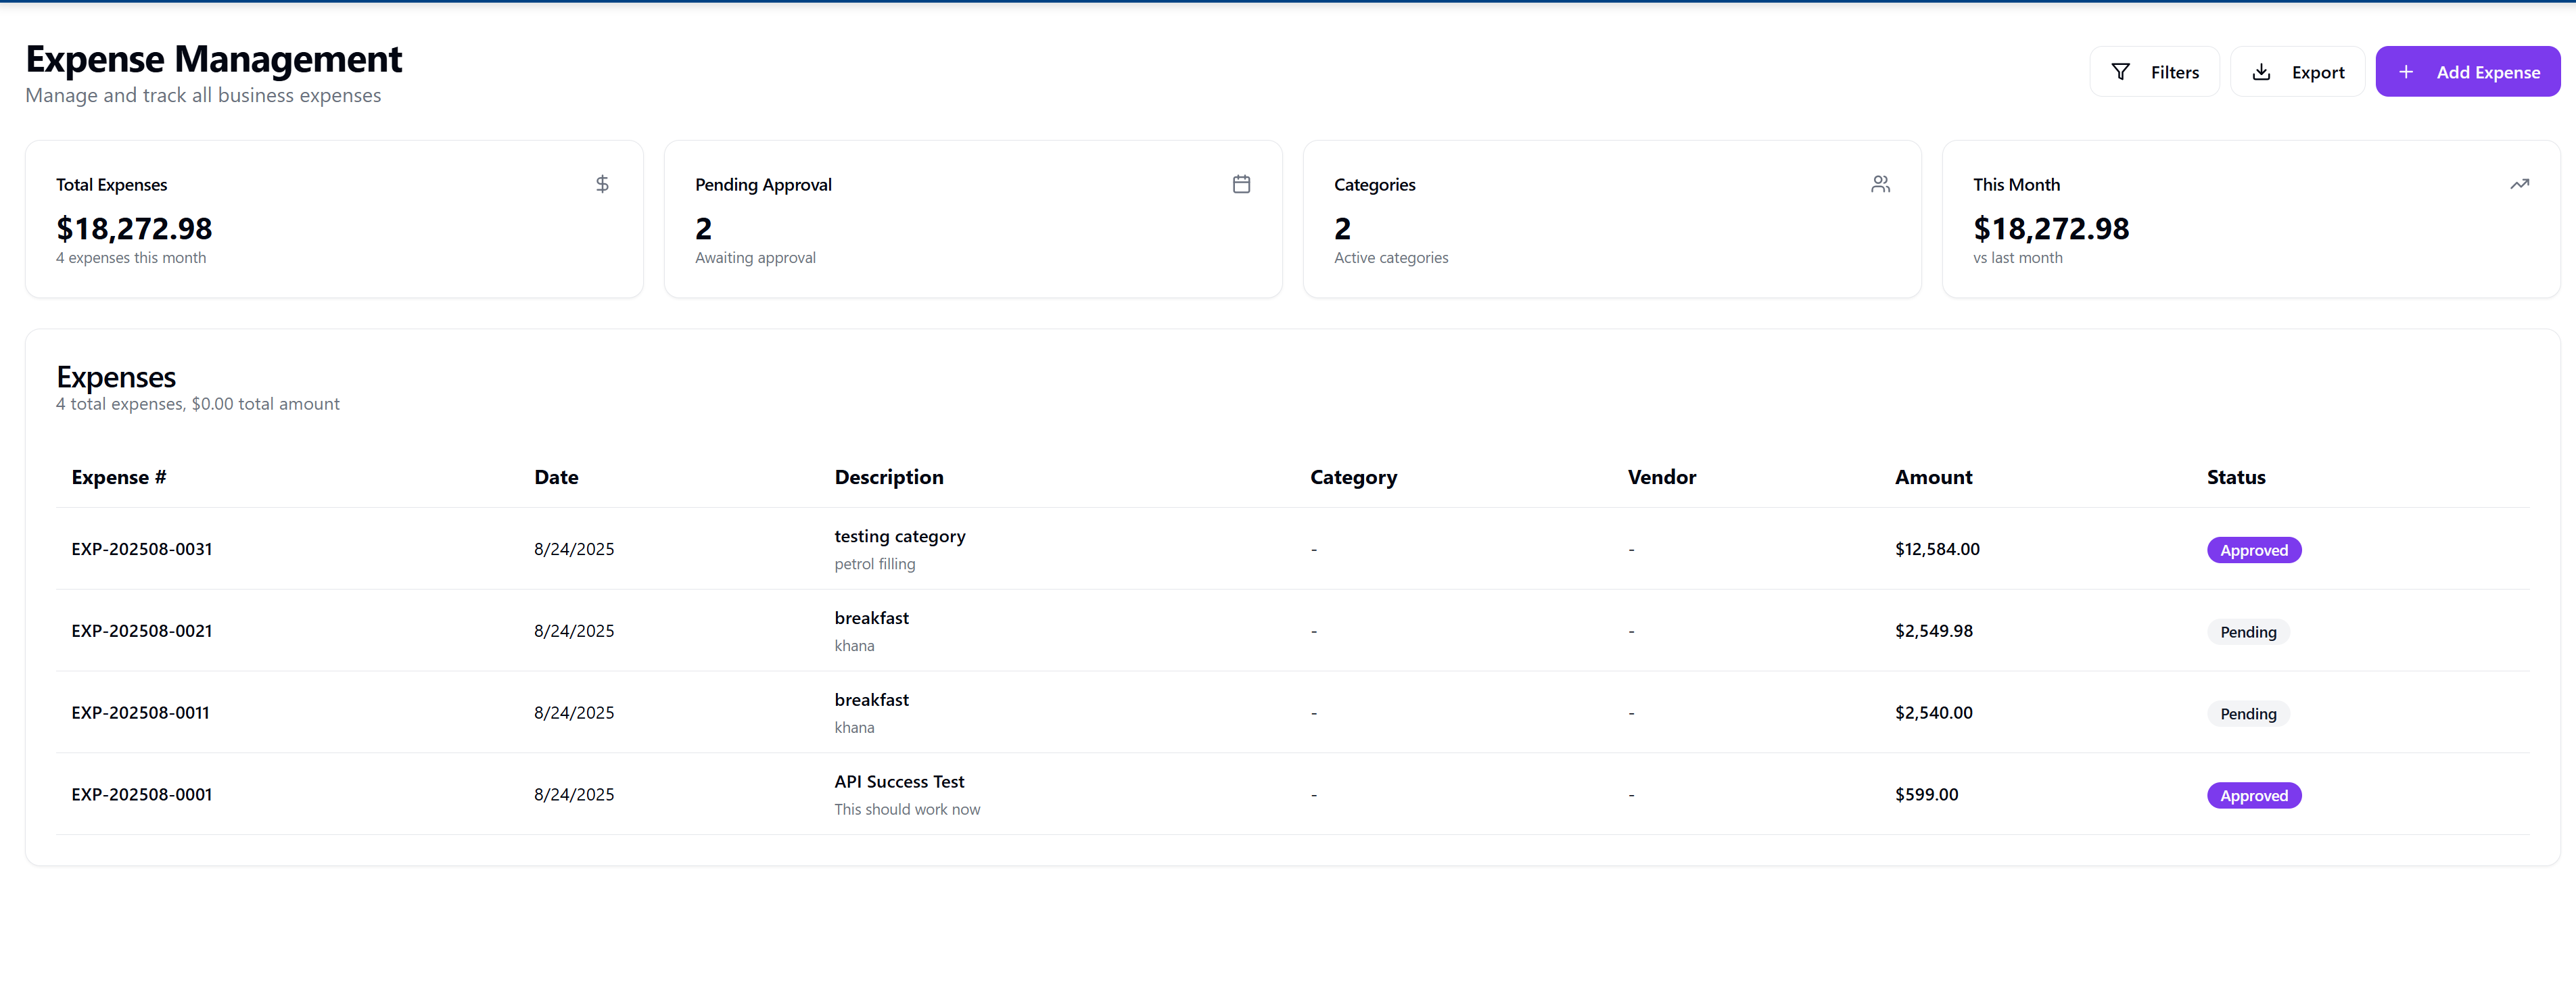 Expense Management
Manage and track all business expenses
Filters
Export
Add Expense
Total Expenses
$18,272.98
4 expenses this month
Pending Approval
2
Awaiting approval
Categories
2
Active categories
This Month
$18,272.98
vs last month
Expenses
4 total expenses, $0.00 total amount
Expense # Date Description Category Vendor Amount Status
EXP-202508-0031 8/24/2025 testing category - - $12,584.00 Approved
petrol filling
EXP-202508-0021 8/24/2025 breakfast - - $2,549.98 Pending
khana
EXP-202508-0011 8/24/2025 breakfast - - $2,540.00 Pending
khana
EXP-202508-0001 8/24/2025 API Success Test - - $599.00 Approved
This should work now